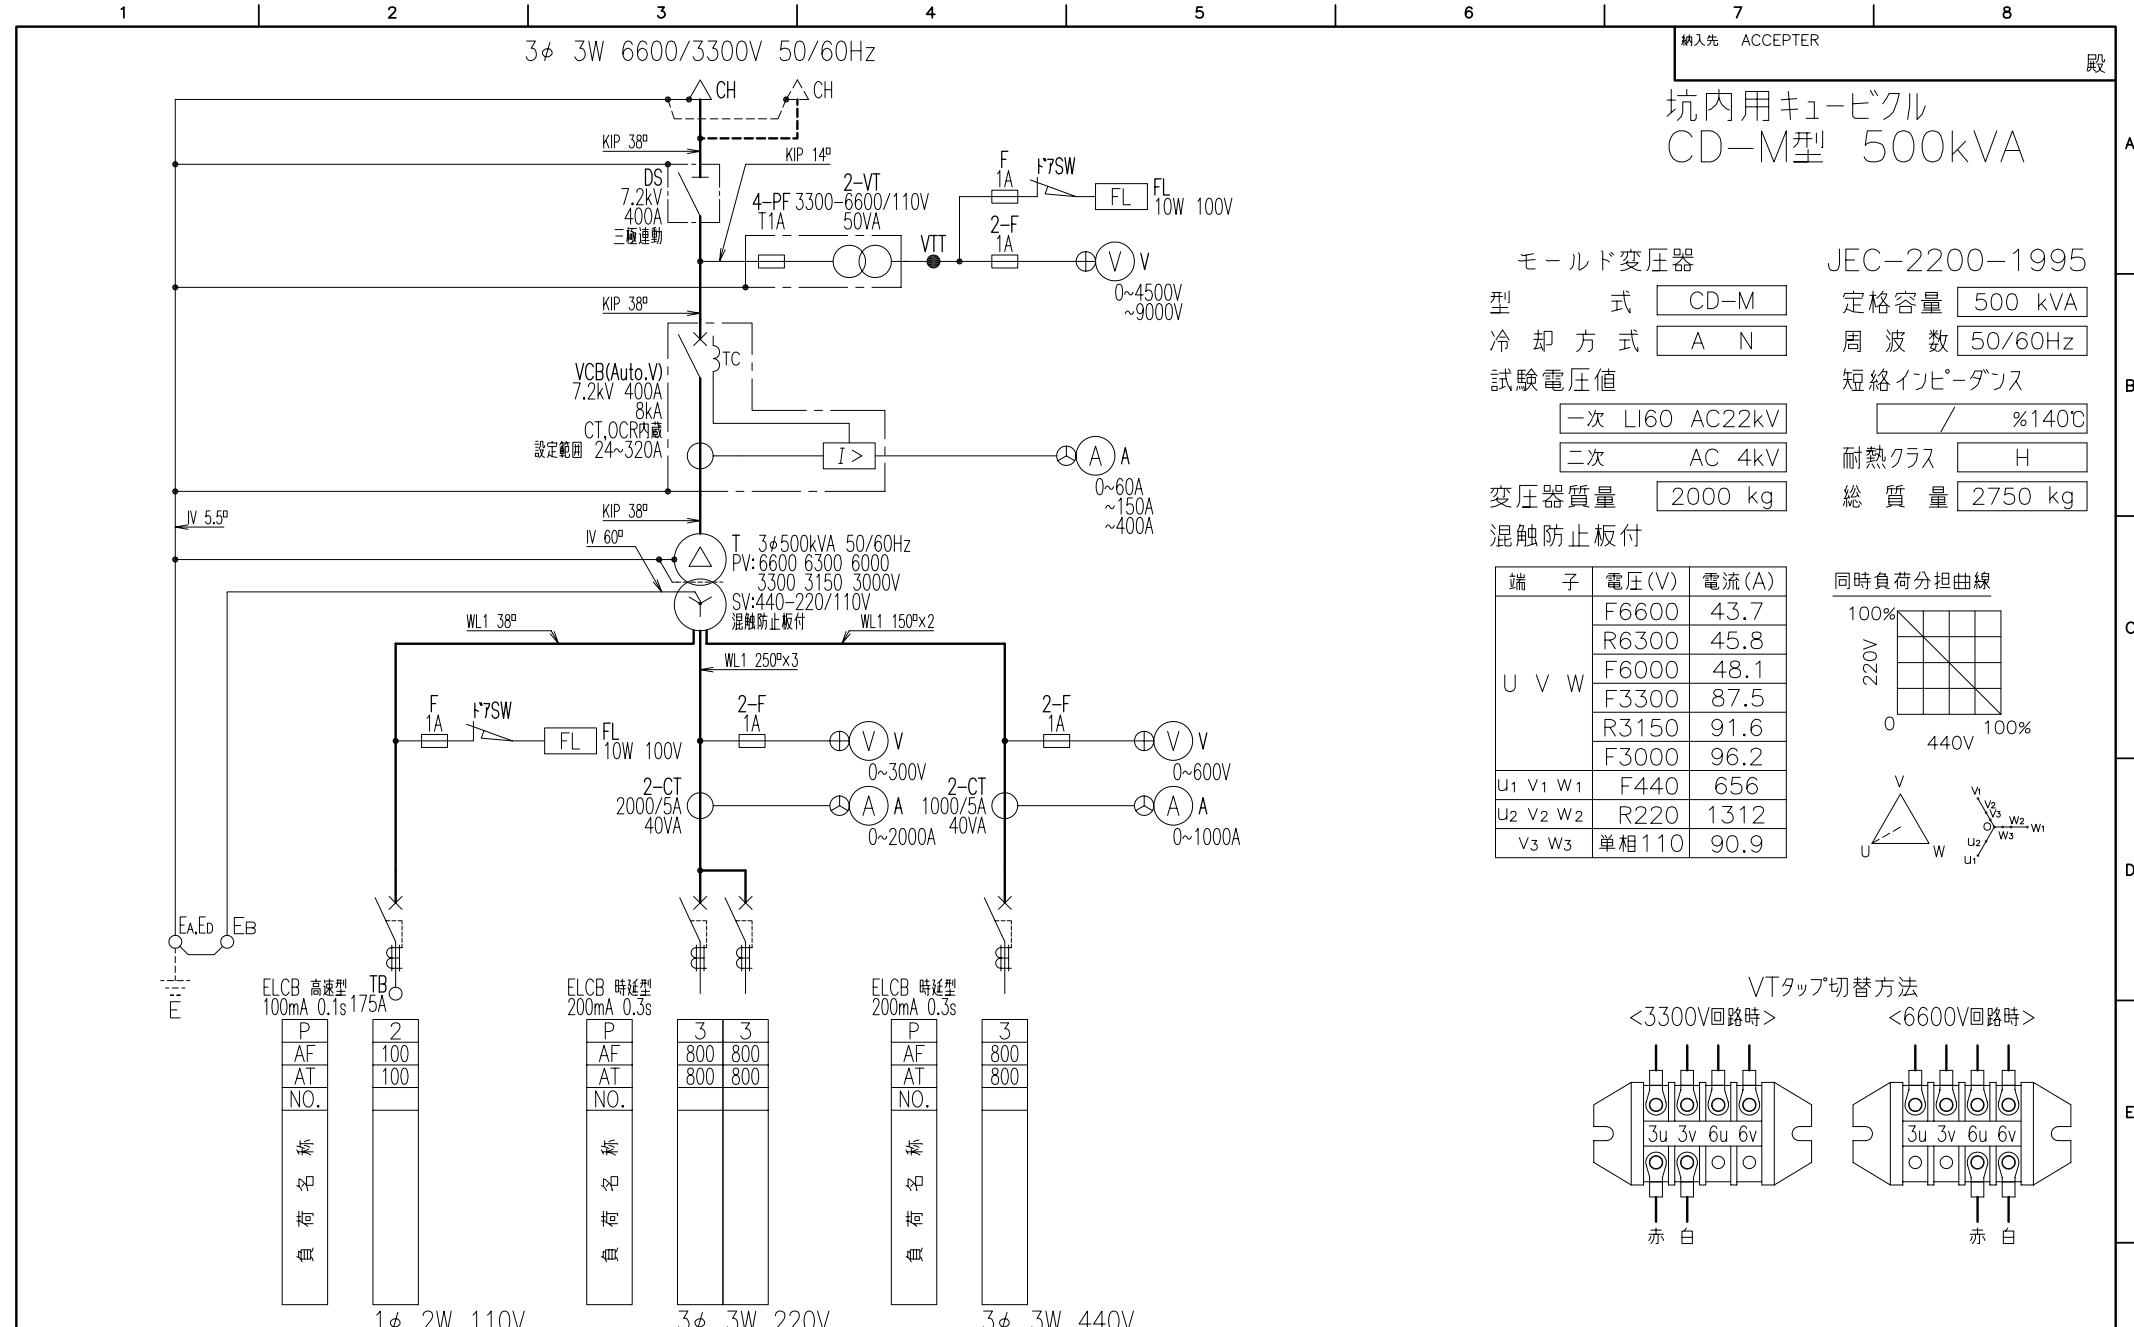 1 2 3 4 5 6 7 8
A
B
C
D
E
納入先 ACCEPTER
殿
坑内用キュービクル
CD-M型 500kVA
3φ 3W 6600/3300V 50/60Hz
CH
CH
KIP 38□
KIP 14□
DS
7.2kV
400A
三極連動
2-VT
4-PF 3300-6600/110V
T1A 50VA
VTT
F
1A
ドアSW
FL
FL
10W 100V
2-F
1A
V V
0~4500V
~9000V
KIP 38□
TC
VCB(Auto.V)
7.2kV 400A
8kA
CT,OCR内蔵
設定範囲 24~320A
I>
A A
0~60A
~150A
~400A
KIP 38□
IV 5.5□
IV 60□
T 3φ500kVA 50/60Hz
PV:6600 6300 6000
3300 3150 3000V
SV:440-220/110V
混触防止板付
WL1 38□
WL1 150□×2
WL1 250□×3
F
1A
ドアSW
FL
FL
10W 100V
2-F
1A
V V
0~300V
2-F
1A
V V
0~600V
2-CT
2000/5A
40VA
A A
0~2000A
2-CT
1000/5A
40VA
A A
0~1000A
EA,ED EB
E
ELCB 高速型
100mA 0.1s
TB
175A
P 2
AF 100
AT 100
NO.
負荷名称
1φ 2W 110V
ELCB 時延型
200mA 0.3s
P 3 3
AF 800 800
AT 800 800
NO.
負荷名称
3φ 3W 220V
ELCB 時延型
200mA 0.3s
P 3
AF 800
AT 800
NO.
負荷名称
3φ 3W 440V
モールド変圧器 JEC-2200-1995
型式 CD-M 定格容量 500 kVA
冷却方式 A N 周波数 50/60Hz
試験電圧値 短絡インピーダンス
一次 LI60 AC22kV / %140℃
二次 AC 4kV 耐熱クラス H
変圧器質量 2000 kg 総質量 2750 kg
混触防止板付
端子 電圧(V) 電流(A)
U V W
F6600 43.7
R6300 45.8
F6000 48.1
F3300 87.5
R3150 91.6
F3000 96.2
u1 v1 w1 F440 656
u2 v2 w2 R220 1312
v3 w3 単相110 90.9
同時負荷分担曲線
100%
220V
0
440V
100%
V
U W
v1
v2
v3
O
w2
w3
w1
u2
u1
VTタップ切替方法
<3300V回路時> <6600V回路時>
3u 3v 6u 6v
3u 3v 6u 6v
赤 白
赤 白